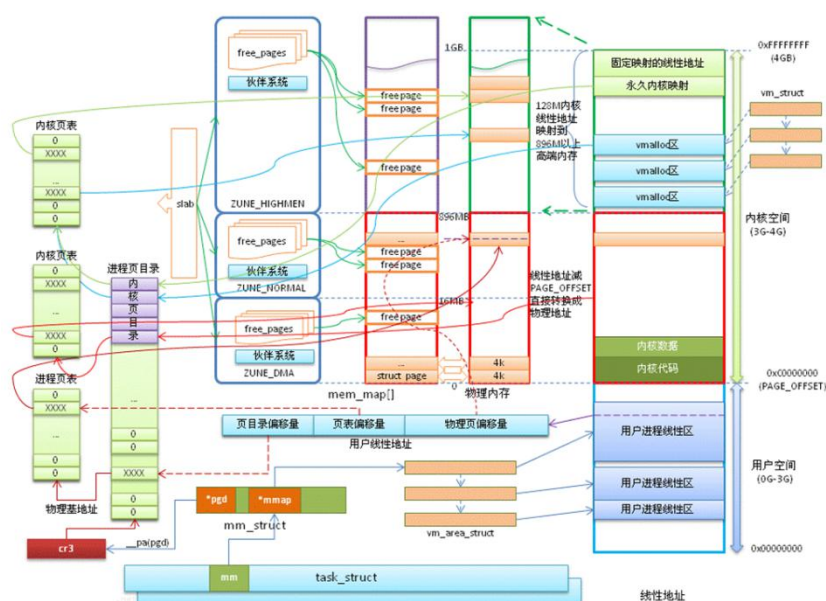 0xFFFFFFFF
(4GB)
1GB
free_pages
伙伴系统
ZUNE_HIGHMEN
free page
free page
free page
固定映射的线性地址
永久内核映射
vm_struct
128M内核
线性地址
映射到
896M以上
高端内存
vmalloc区
vmalloc区
vmalloc区
内核空间
(3G-4G)
内核页表
0
XXXX
...
XXXX
0
0
slab
896MB
free_pages
伙伴系统
ZUNE_NORMAL
...
free page
free page
线性地址减
PAGE_OFFSET
直接转换成
物理地址
16MB
内核页表
0
XXXX
...
XXXX
0
进程页目录
内
核
页
目
录
...
0
0
XXXX
0
0
free_pages
伙伴系统
ZUNE_DMA
free page
...
struct page
4k
4k
0
mem_map[]
物理内存
内核数据
内核代码
0xC0000000
(PAGE_OFFSET)
进程页表
0
XXXX
...
0
0
物理基地址
页目录偏移量
页表偏移量
物理页偏移量
用户线性地址
用户进程线性区
用户进程线性区
用户进程线性区
用户空间
(0G-3G)
*pgd
*mmap
mm_struct
vm_area_struct
cr3
__pa(pgd)
0x00000000
mm
task_struct
线性地址